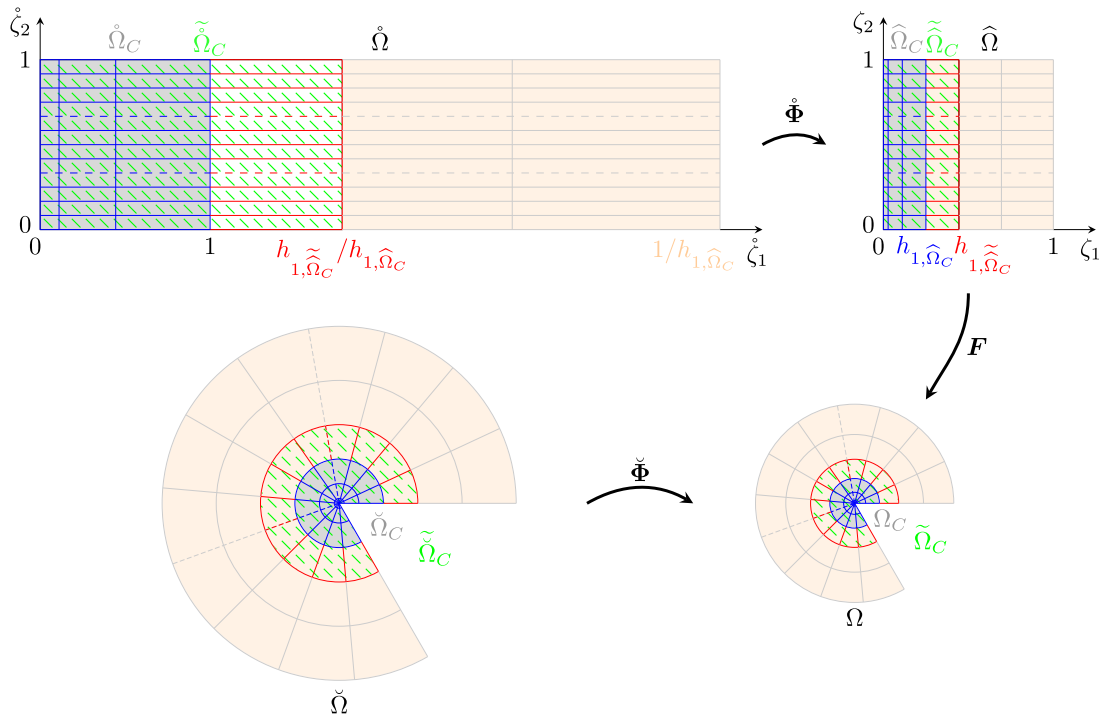 ζ̊₂ Ω̊_C Ω̊̃_C Ω̊
1
0
0 1 h_{1,Ω̂̃_C}/h_{1,Ω̂_C} 1/h_{1,Ω̂_C} ζ̊₁
Φ̊
ζ₂ Ω̂_C Ω̂̃_C Ω̂
1
0
0 h_{1,Ω̂_C} h_{1,Ω̂̃_C} 1 ζ₁
F
Ω̆_C
Ω̆̃_C
Ω̆
Φ̆
Ω_C
Ω̃_C
Ω